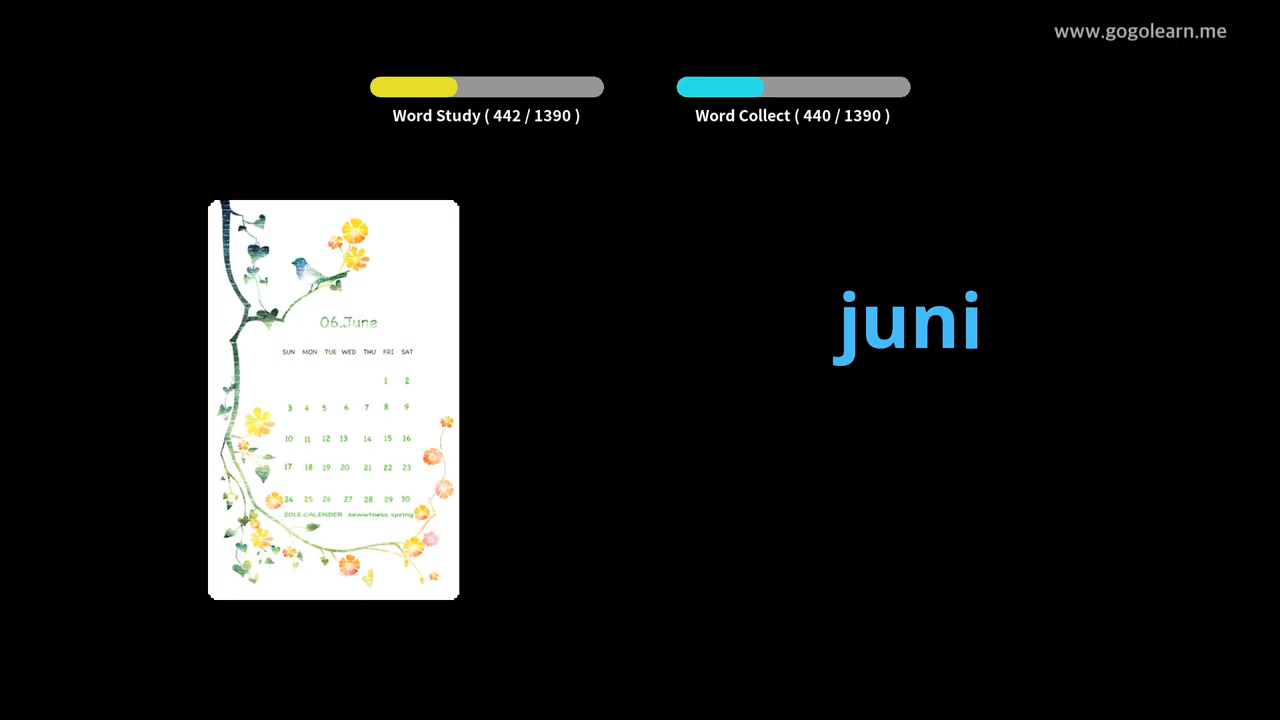 www.gogolearn.me
Word Study ( 442 / 1390 )
Word Collect ( 440 / 1390 )
06.June
SUN MON TUE WED THU FRI SAT
1 2
3 4 5 6 7 8 9
10 11 12 13 14 15 16
17 18 19 20 21 22 23
24 25 26 27 28 29 30
2012.CALENDER .sewwtness spring
juni